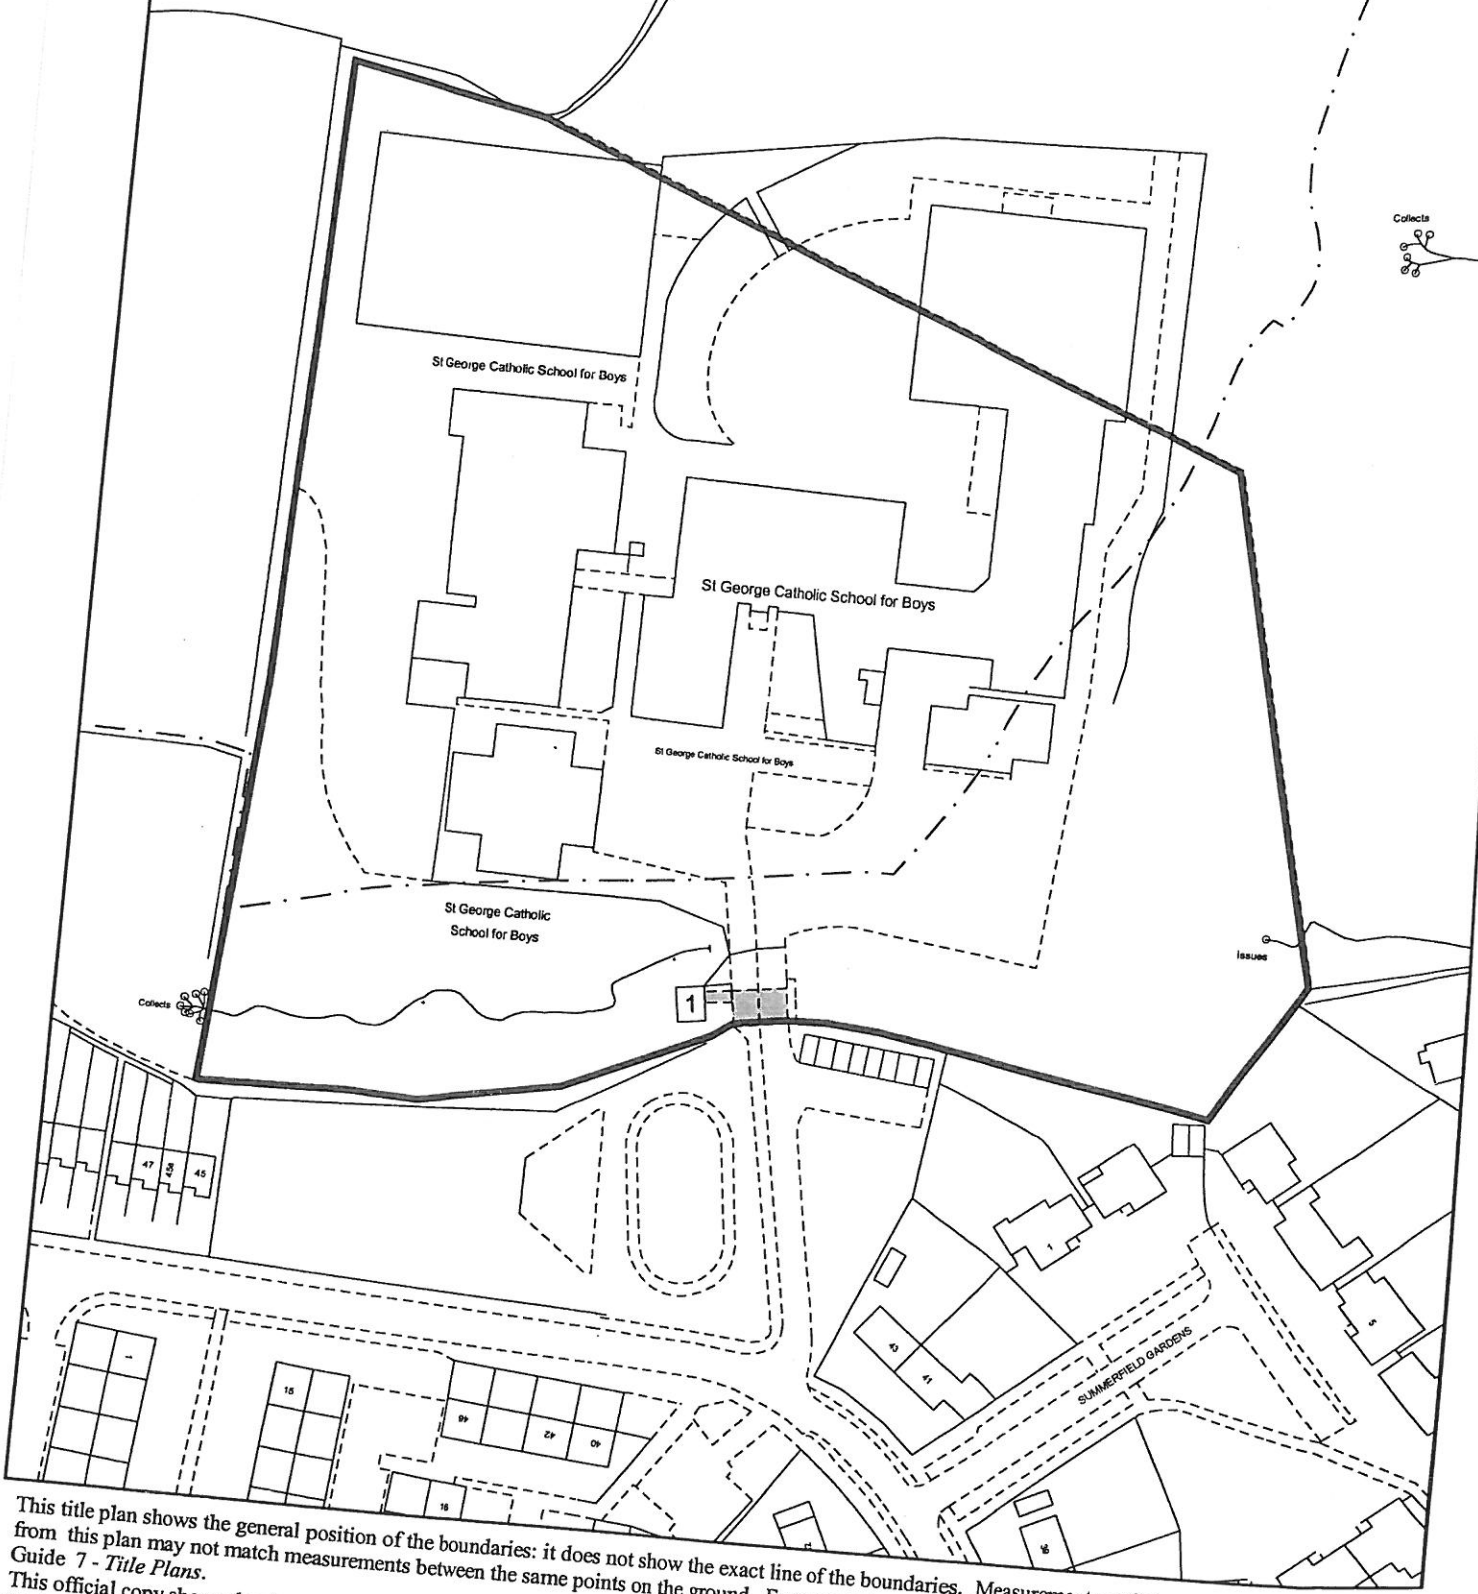 Collects
St George Catholic School for Boys
St George Catholic School for Boys
St George Catholic School for Boys
St George Catholic
School for Boys
Issues
Collects
1
47
45a
45
1
43
41
5
SUMMERFIELD GARDENS
1
15
46
42
40
16
36
This title plan shows the general position of the boundaries: it does not show the exact line of the boundaries.
from this plan may not match measurements between the same points on the ground.
Guide 7 - Title Plans.
This official copy